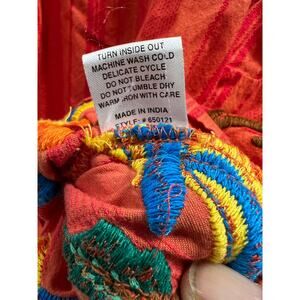 TURN INSIDE OUT
MACHINE WASH COLD
DELICATE CYCLE
DO NOT BLEACH
DO NOT TUMBLE DRY
WARM IRON WITH CARE
MADE IN INDIA
STYLE: # 650121